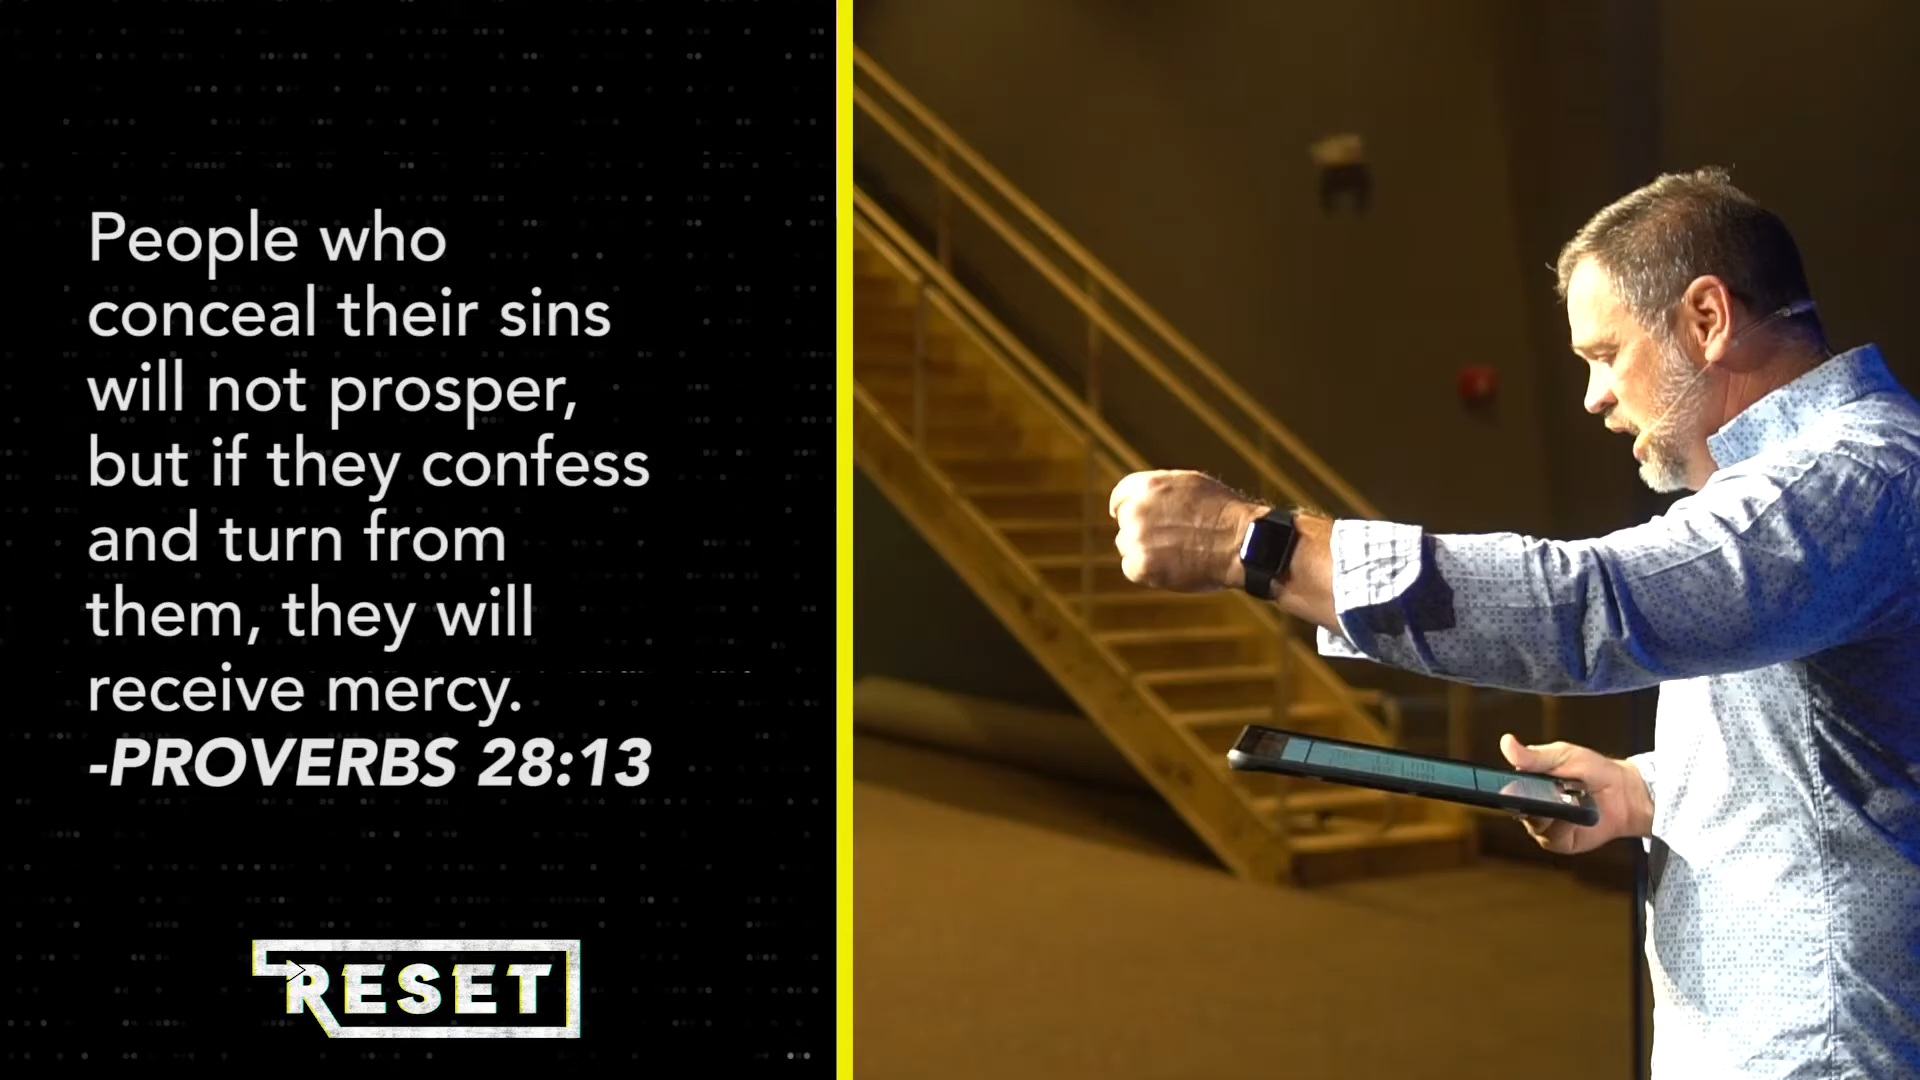 People who
conceal their sins
will not prosper,
but if they confess
and turn from
them, they will
receive mercy.
-PROVERBS 28:13
RESET